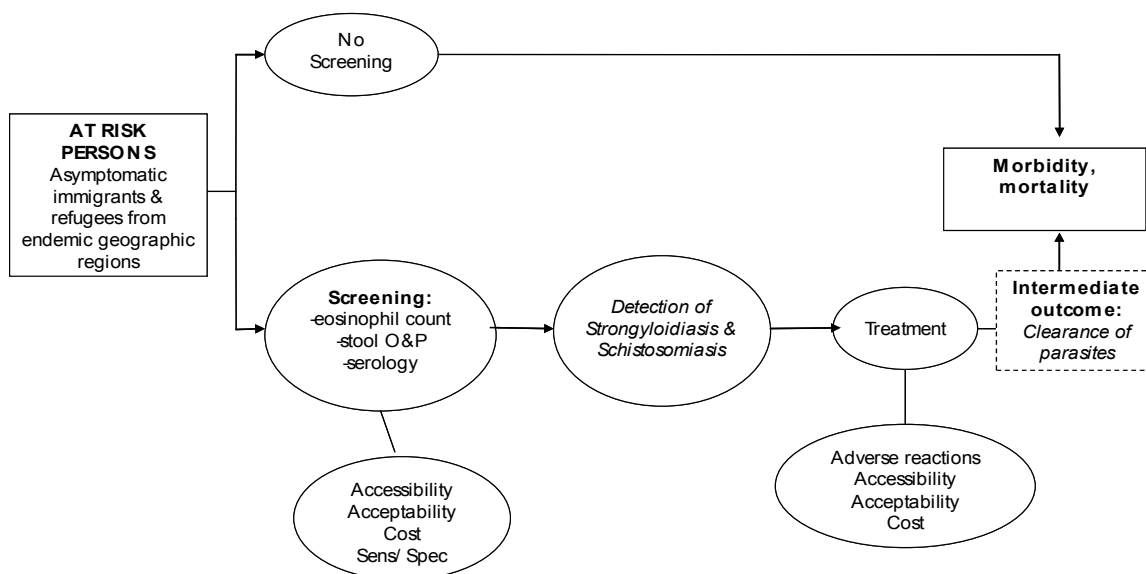 No
Screening
AT RISK
PERSONS
Asymptomatic
immigrants &
refugees from
endemic geographic
regions
Morbidity,
mortality
Screening:
-eosinophil count
-stool O&P
-serology
Detection of
Strongyloidiasis &
Schistosomiasis
Treatment
Intermediate
outcome:
Clearance of
parasites
Accessibility
Acceptability
Cost
Sens/ Spec
Adverse reactions
Accessibility
Acceptability
Cost